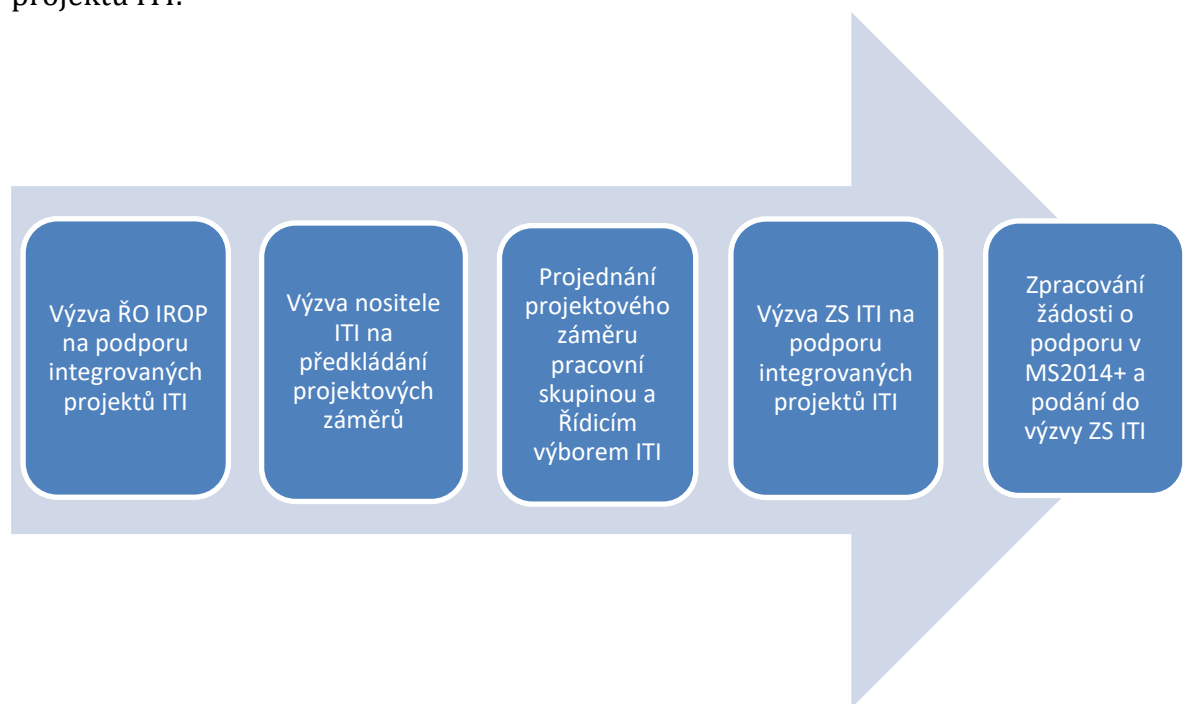 projektů ITI.
Výzva ŘO IROP
na podporu
integrovaných
projektů ITI
Výzva nositele
ITI na
předkládání
projektových
záměrů
Projednání
projektového
záměru
pracovní
skupinou a
Řídicím
výborem ITI
Výzva ZS ITI na
podporu
integrovaných
projektů ITI
Zpracování
žádosti o
podporu v
MS2014+ a
podání do
výzvy ZS ITI